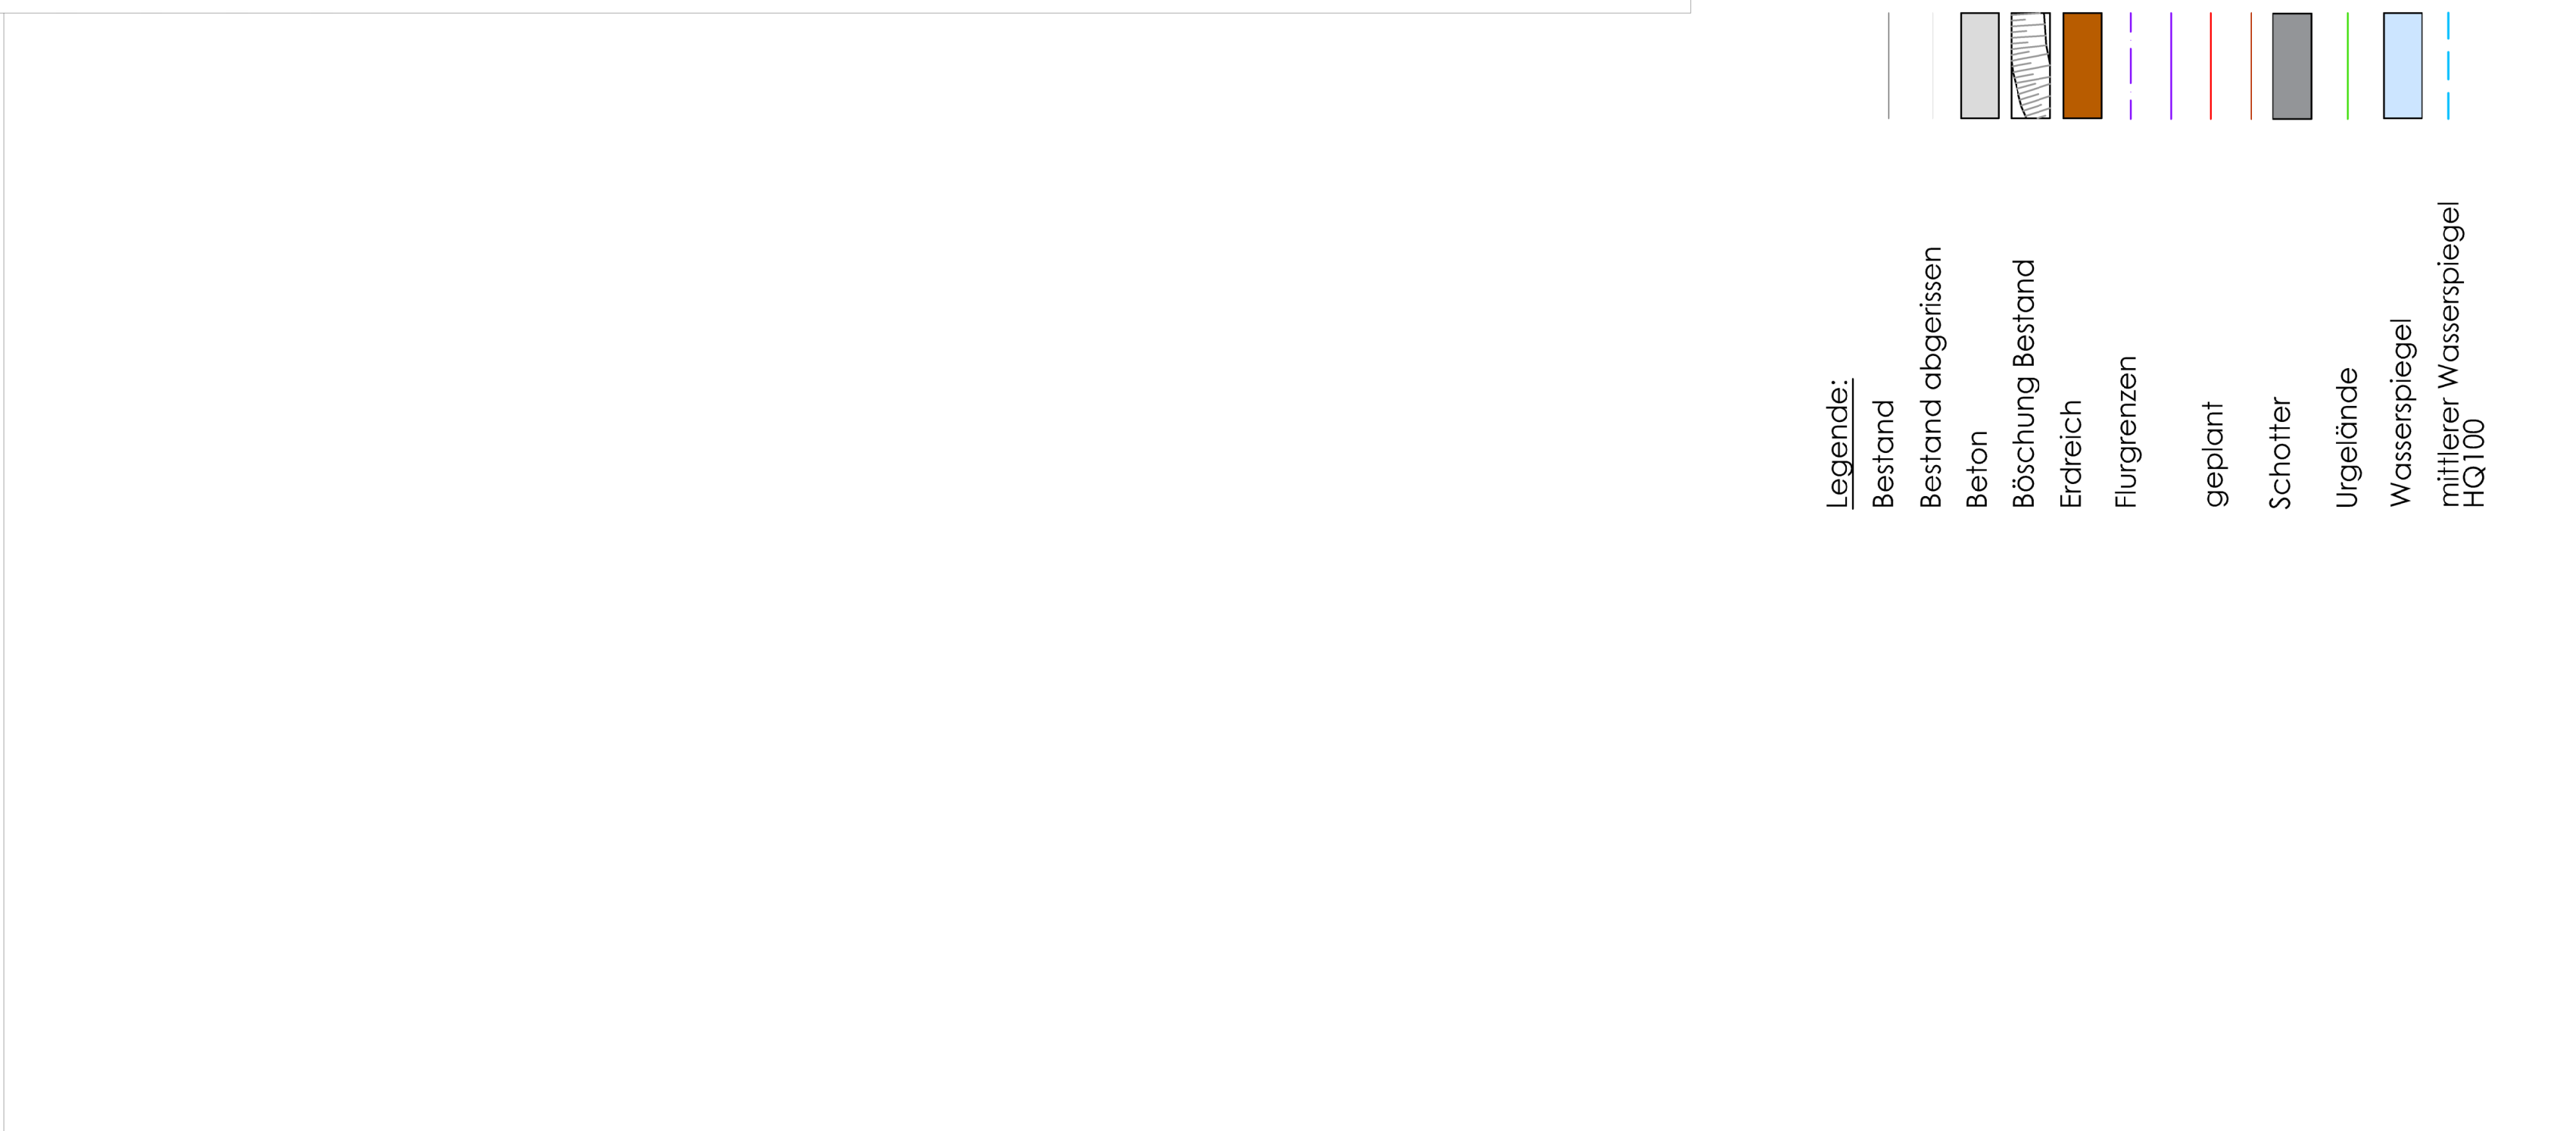 Legende:
Bestand
Bestand abgerissen
Beton
Böschung Bestand
Erdreich
Flurgrenzen
geplant
Schotter
Urgelände
Wasserspiegel
mittlerer Wasserspiegel
HQ100